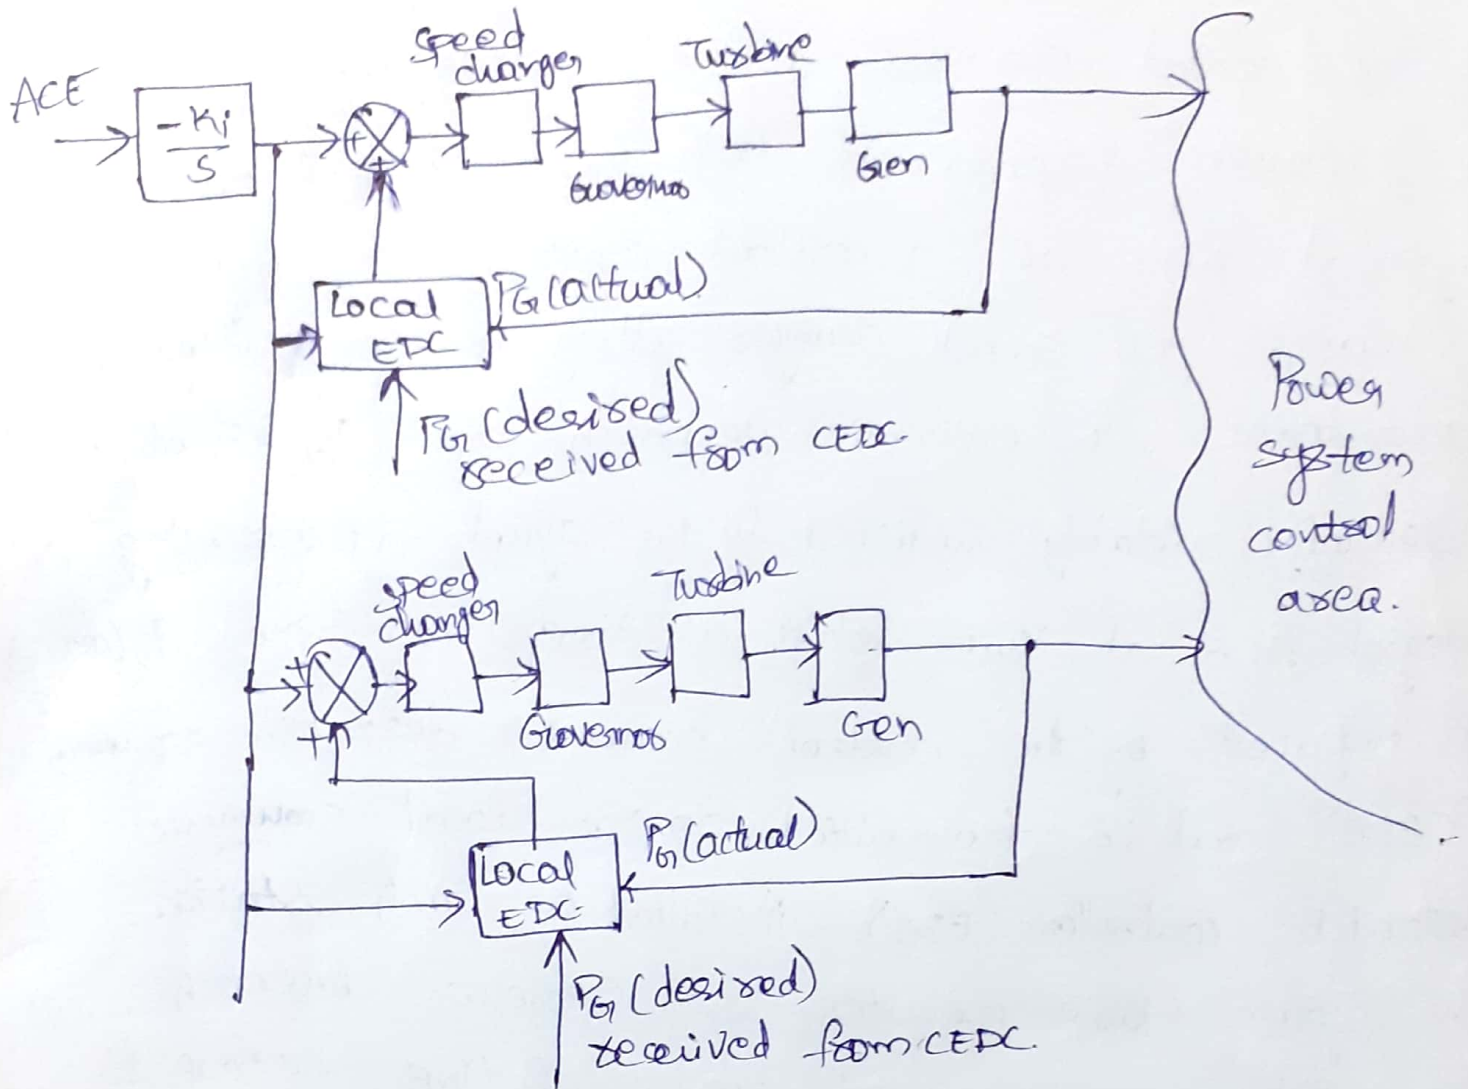 speed
changer
Turbine
ACE
-Ki
S
+
+
Governor
Gen
Local
EDC
PG (actual)
PG (desired)
received from CEDC
Power
system
control
area.
speed
changer
Turbine
+
+
Governor
Gen
Local
EDC
PG (actual)
PG (desired)
received from CEDC.